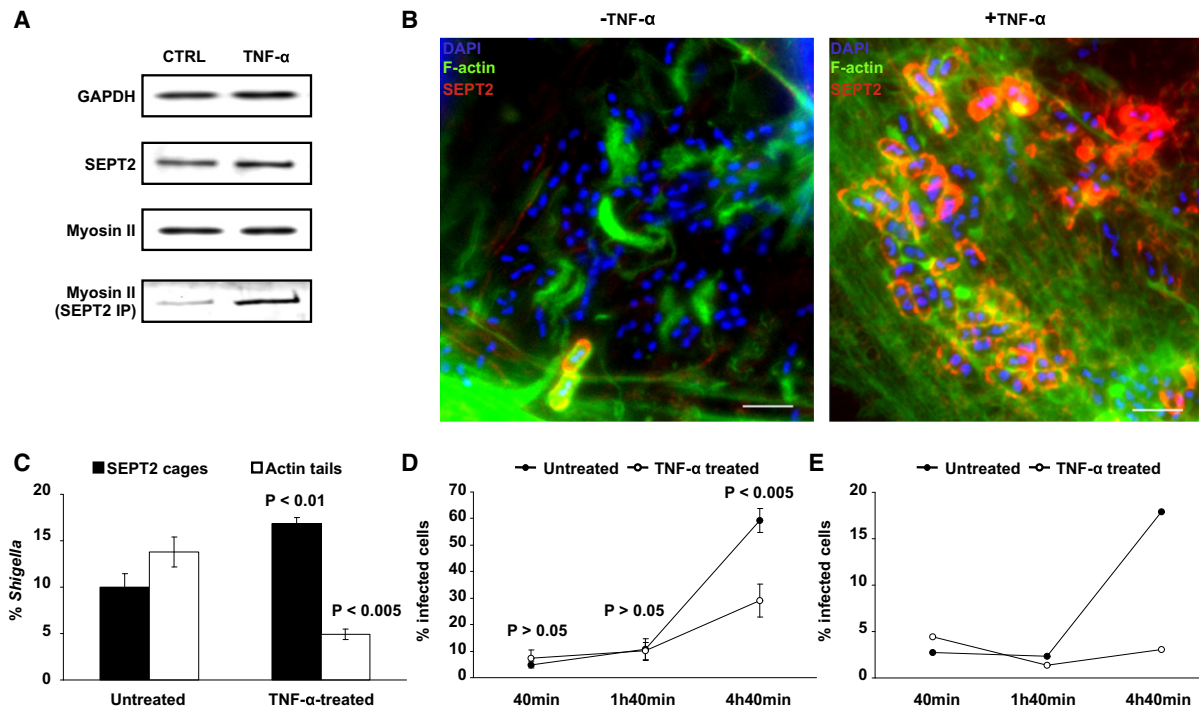 A
CTRL TNF-α
GAPDH
SEPT2
Myosin II
Myosin II
(SEPT2 IP)
B
-TNF-α
DAPI
F-actin
SEPT2
+TNF-α
DAPI
F-actin
SEPT2
C
SEPT2 cages Actin tails
% Shigella
20
15
10
5
0
P < 0.01
P < 0.005
Untreated TNF-α-treated
D
Untreated TNF-α treated
% infected cells
70
60
50
40
30
20
10
0
P > 0.05
P > 0.05
P < 0.005
40min 1h40min 4h40min
E
Untreated TNF-α treated
% infected cells
20
15
10
5
0
40min 1h40min 4h40min